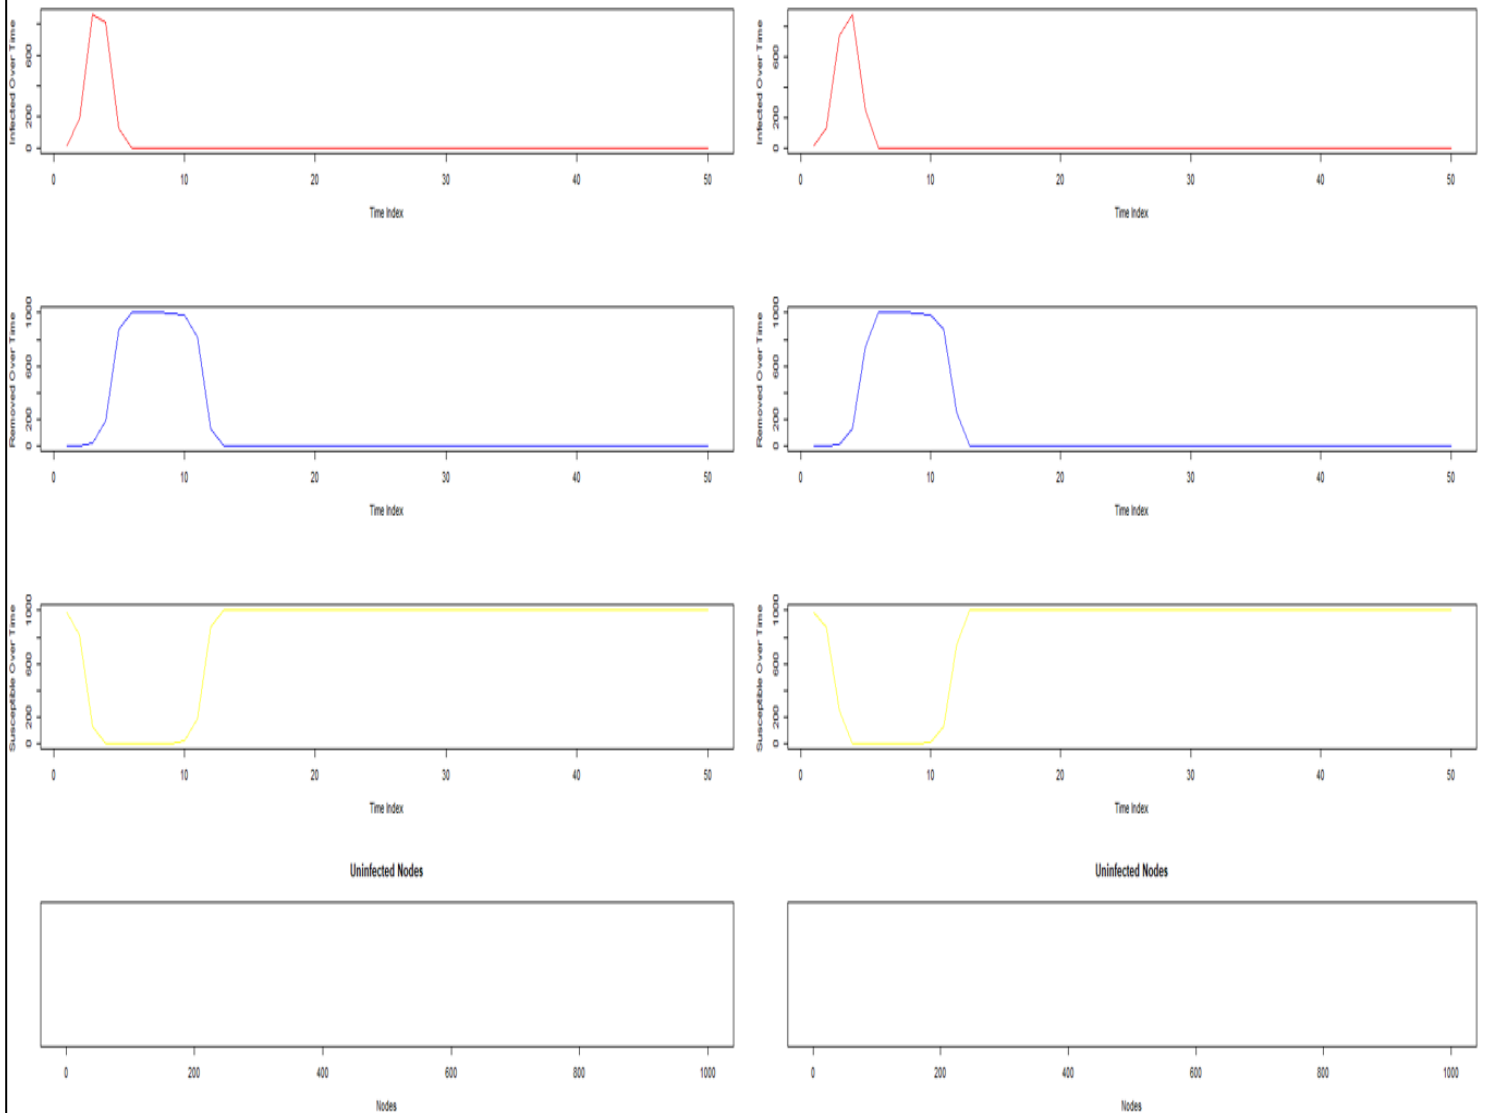 Infected Over Time
0 200 600
0 10 20 30 40 50
Time Index
Infected Over Time
0 200 600
0 10 20 30 40 50
Time Index
Removed Over Time
0 200 600 1000
0 10 20 30 40 50
Time Index
Removed Over Time
0 200 600 1000
0 10 20 30 40 50
Time Index
Susceptible Over Time
0 200 600 1000
0 10 20 30 40 50
Time Index
Susceptible Over Time
0 200 600 1000
0 10 20 30 40 50
Time Index
Uninfected Nodes
0 200 400 600 800 1000
Nodes
Uninfected Nodes
0 200 400 600 800 1000
Nodes